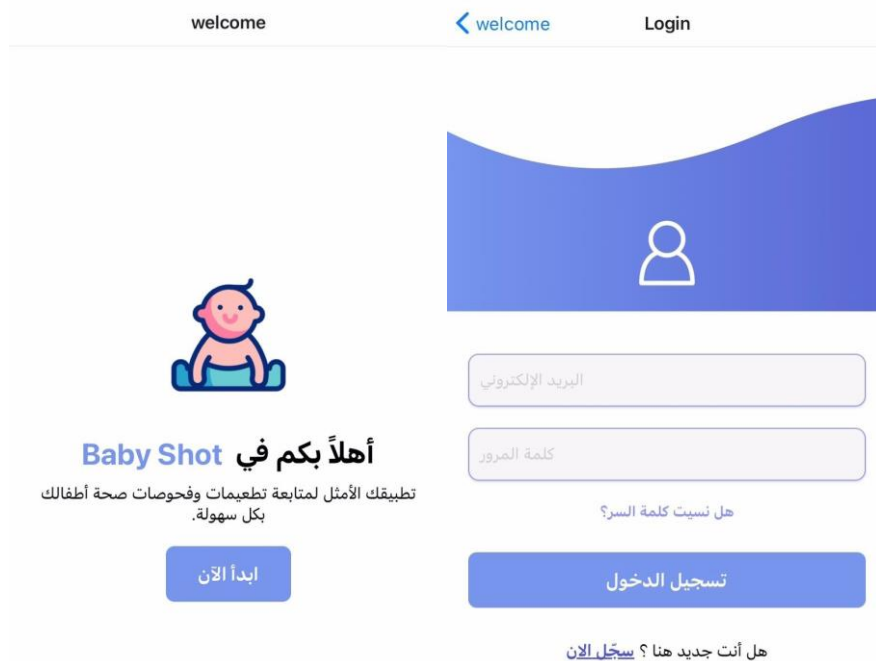 welcome
أهلاً بكم في Baby Shot
تطبيقك الأمثل لمتابعة تطعيمات وفحوصات صحة أطفالك
بكل سهولة.
ابدأ الآن
welcome
Login
البريد الإلكتروني
كلمة المرور
هل نسيت كلمة السر؟
تسجيل الدخول
هل أنت جديد هنا ؟ سجّل الان